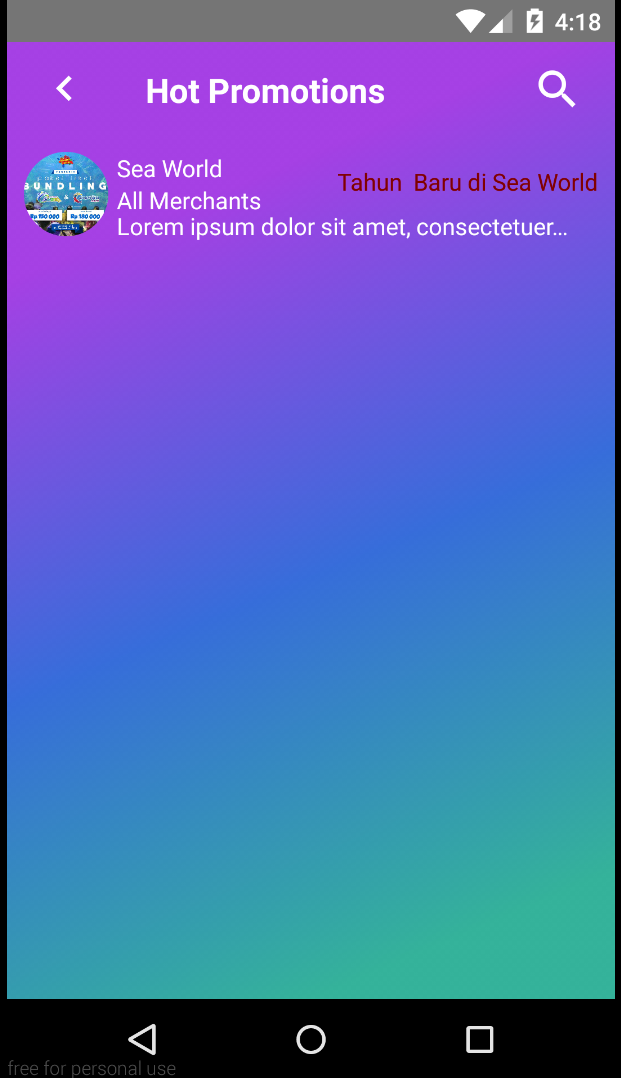 4:18
Hot Promotions
Sea World
Tahun  Baru di Sea World
All Merchants
Lorem ipsum dolor sit amet, consectetuer...
BUNDLING
Rp 150.000 Rp 180.000
free for personal use